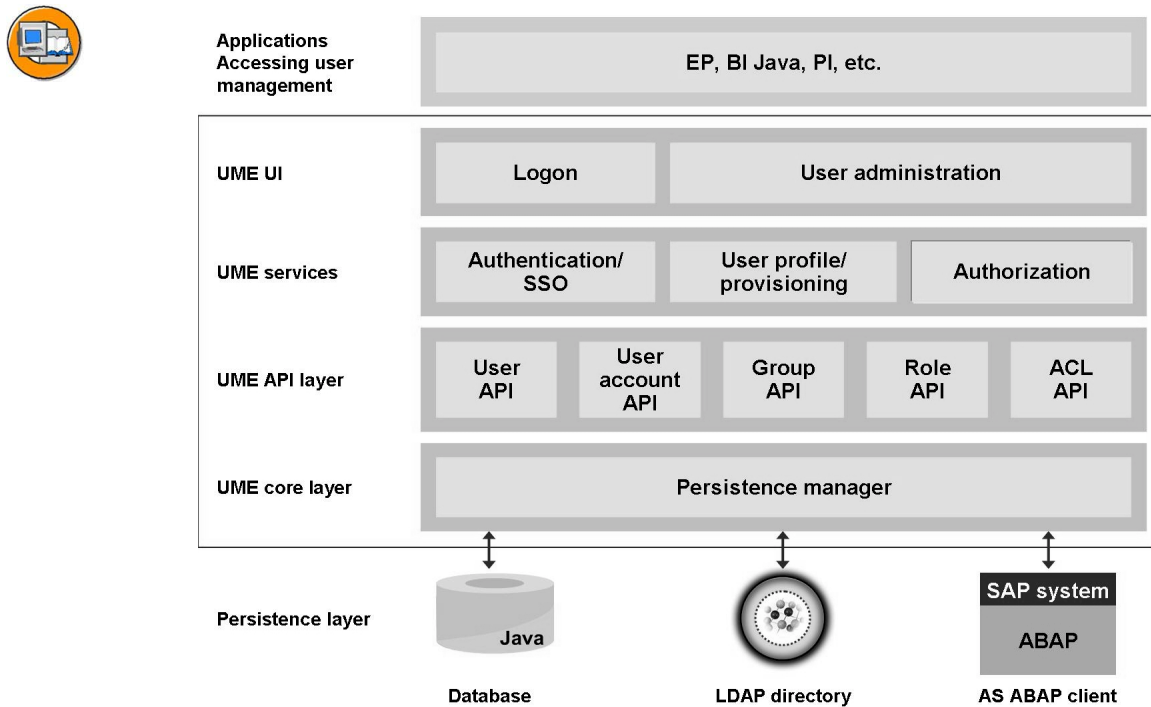 Applications
Accessing user
management
EP, BI Java, PI, etc.
UME UI
Logon
User administration
UME services
Authentication/
SSO
User profile/
provisioning
Authorization
UME API layer
User
API
User
account
API
Group
API
Role
API
ACL
API
UME core layer
Persistence manager
Persistence layer
Java
SAP system
ABAP
Database
LDAP directory
AS ABAP client